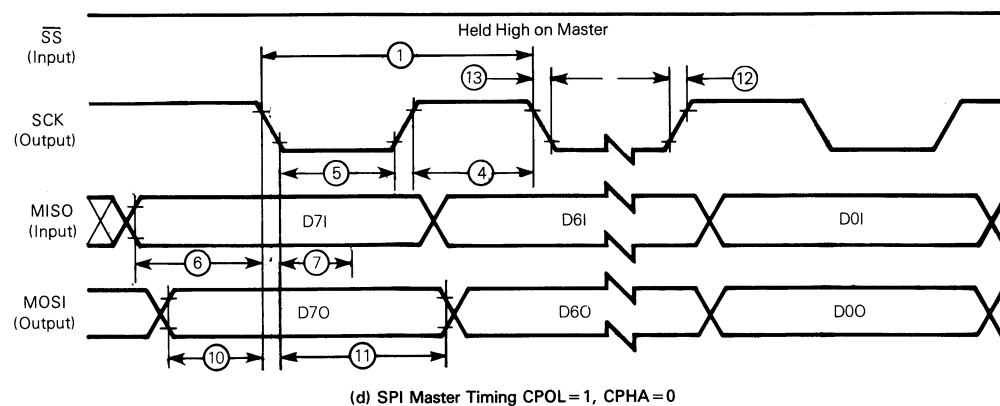 Held High on Master
SS
(Input)
1
13
12
SCK
(Output)
5
4
MISO
(Input)
D7I
D6I
D0I
6
7
MOSI
(Output)
D7O
D6O
D0O
10
11
(d) SPI Master Timing CPOL=1, CPHA=0